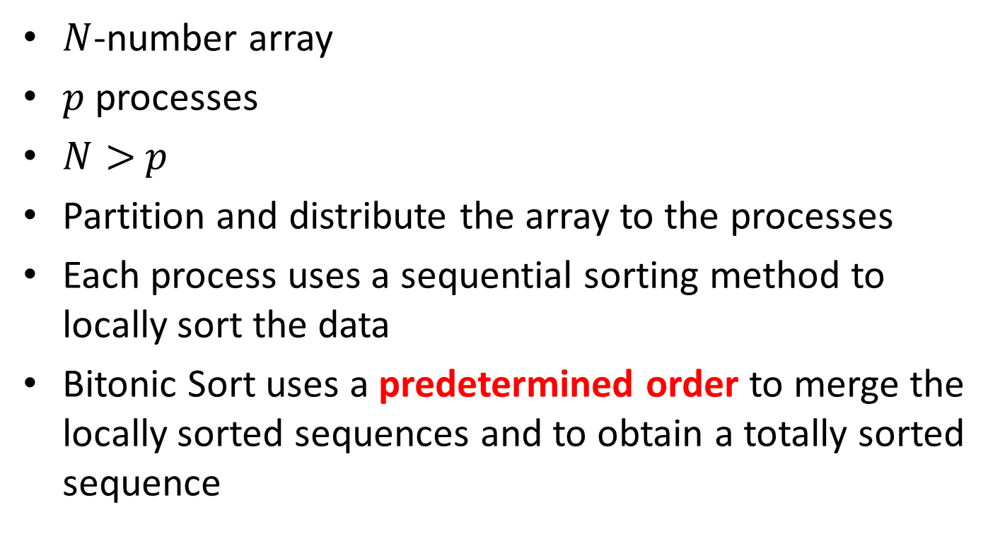 • N-number array
• p processes
• N > p
• Partition and distribute the array to the processes
• Each process uses a sequential sorting method to
locally sort the data
• Bitonic Sort uses a predetermined order to merge the
locally sorted sequences and to obtain a totally sorted
sequence